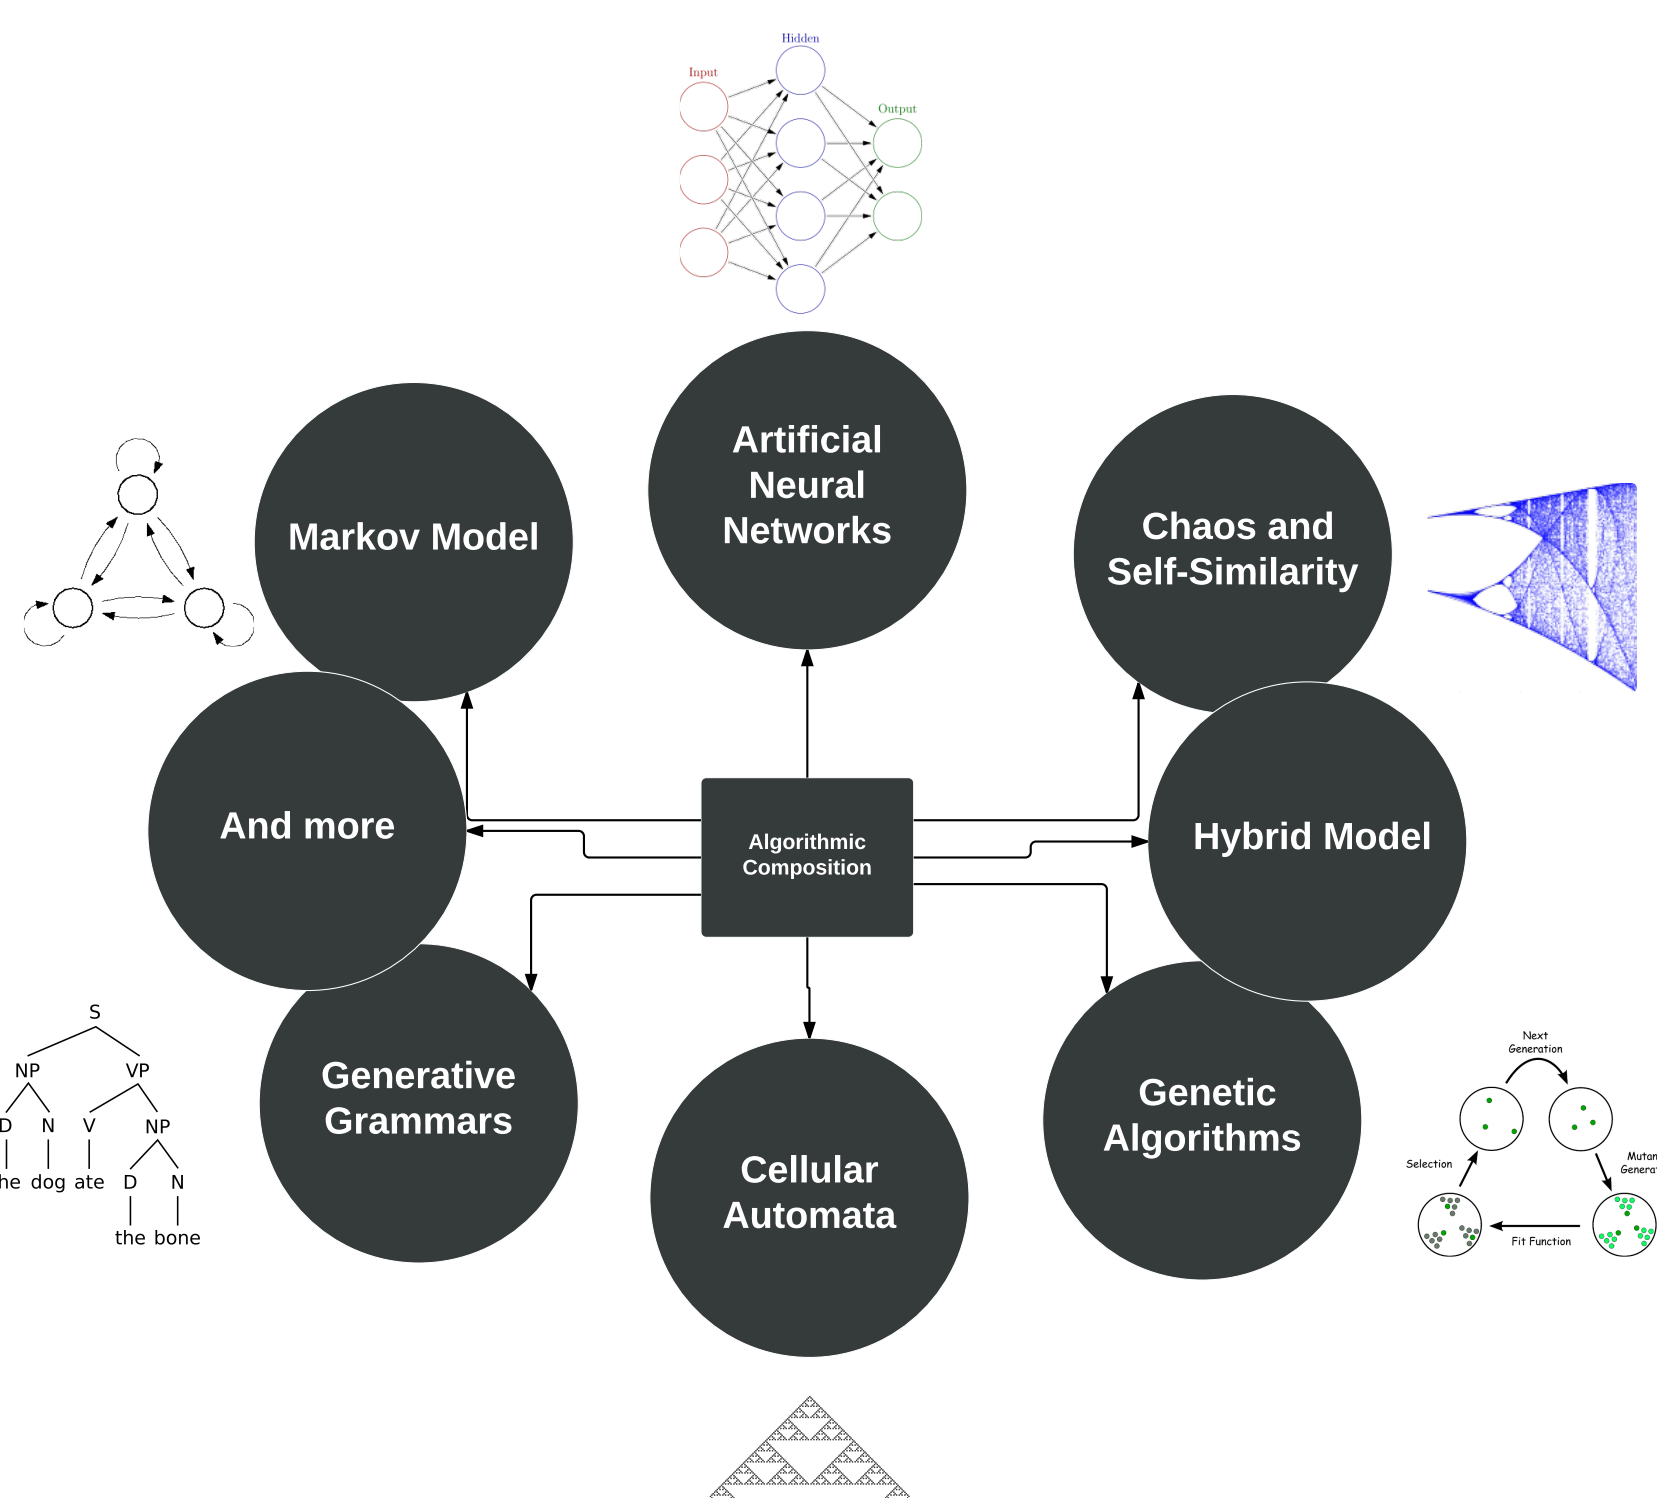 Hidden
Input
Output
Artificial
Neural
Networks
Markov Model
Chaos and
Self-Similarity
And more
Algorithmic
Composition
Hybrid Model
Generative
Grammars
Cellular
Automata
Genetic
Algorithms
S
NP VP
D N V NP
he dog ate D N
the bone
Next
Generation
Selection
Fit Function